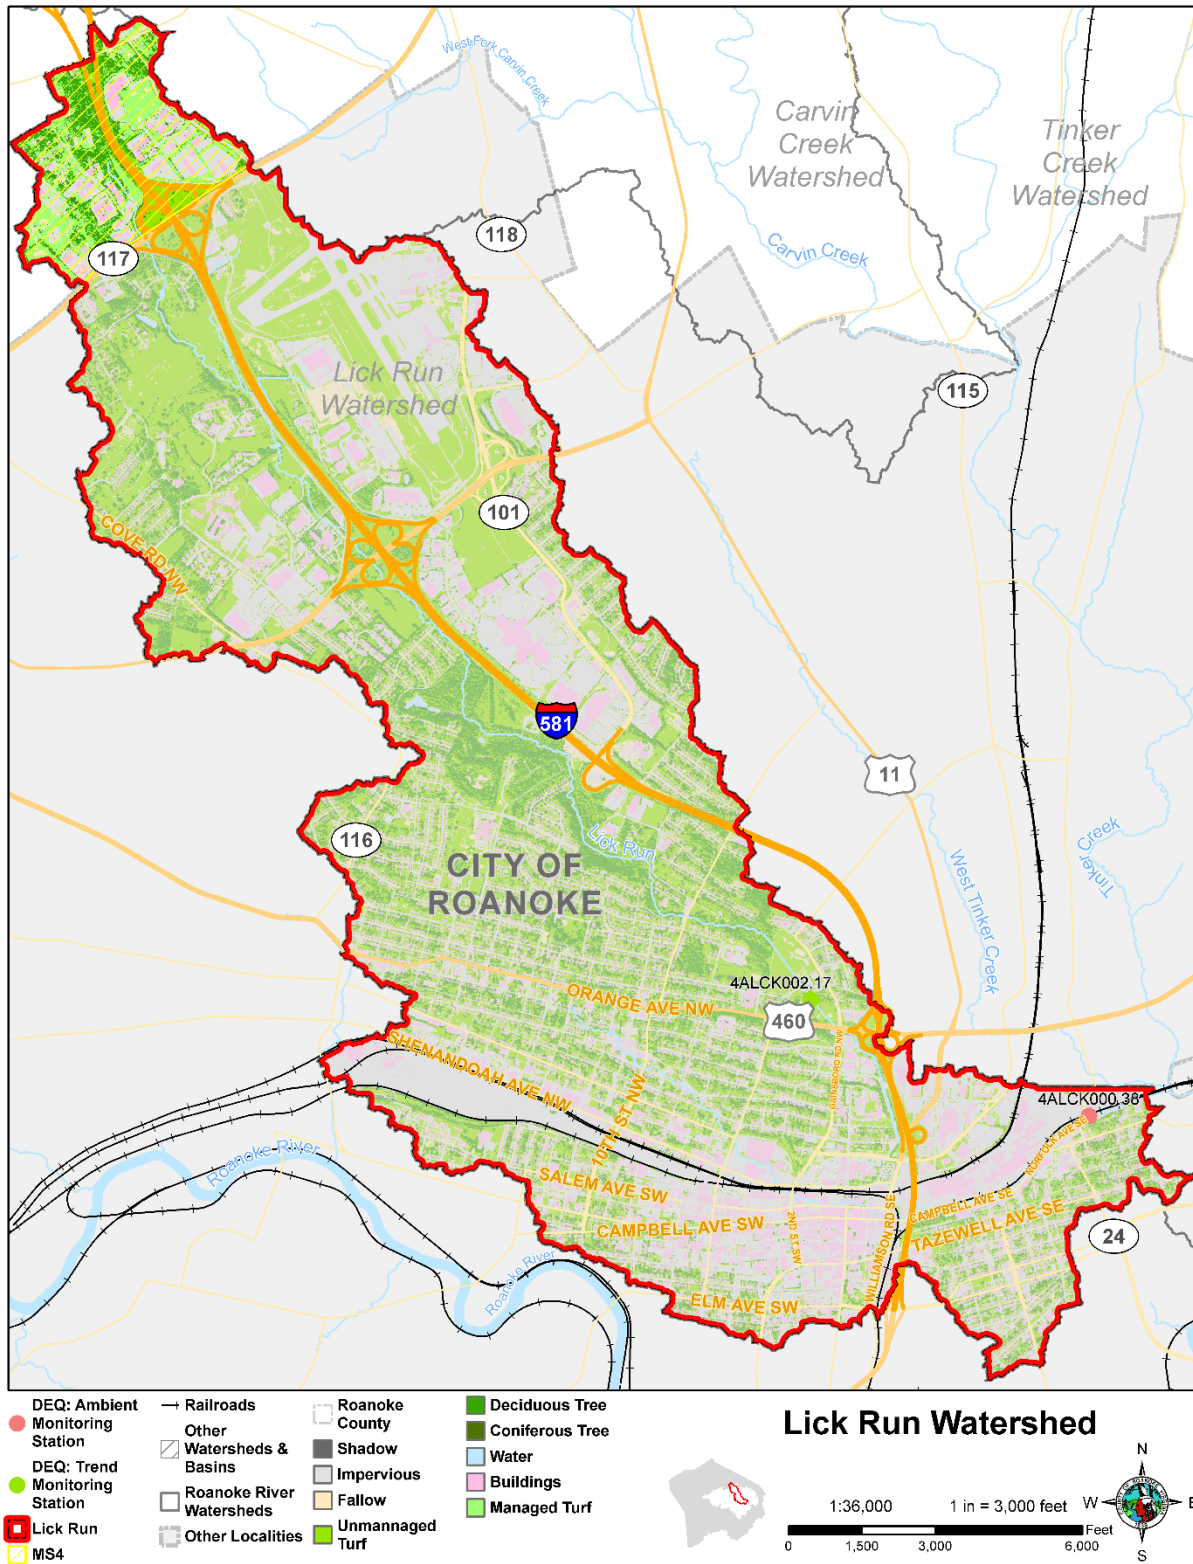 West Fork Carvin Creek
Carvin
Creek
Watershed
Tinker
Creek
Watershed
118
117
Carvin Creek
Lick Run
Watershed
115
101
COVE RD NW
581
11
116
Lick Run
CITY OF
ROANOKE
West Tinker Creek
Tinker Creek
4ALCK002.17
ORANGE AVE NW
460
GAINSBORO RD NW
SHENANDOAH AVE NW
4ALCK000.38
10TH ST NW
NORFOLK AVE SE
Roanoke River
SALEM AVE SW
CAMPBELL AVE SE
CAMPBELL AVE SW
2ND ST SW
WILLIAMSON RD SE
TAZEWELL AVE SE
24
Roanoke River
ELM AVE SW
DEQ: Ambient
Monitoring
Station
DEQ: Trend
Monitoring
Station
Lick Run
MS4
Railroads
Other
Watersheds &
Basins
Roanoke River
Watersheds
Other Localities
Roanoke
County
Shadow
Impervious
Fallow
Unmannaged
Turf
Deciduous Tree
Coniferous Tree
Water
Buildings
Managed Turf
Lick Run Watershed
1:36,000 1 in = 3,000 feet
Feet
0 1,500 3,000 6,000
N
W E
S